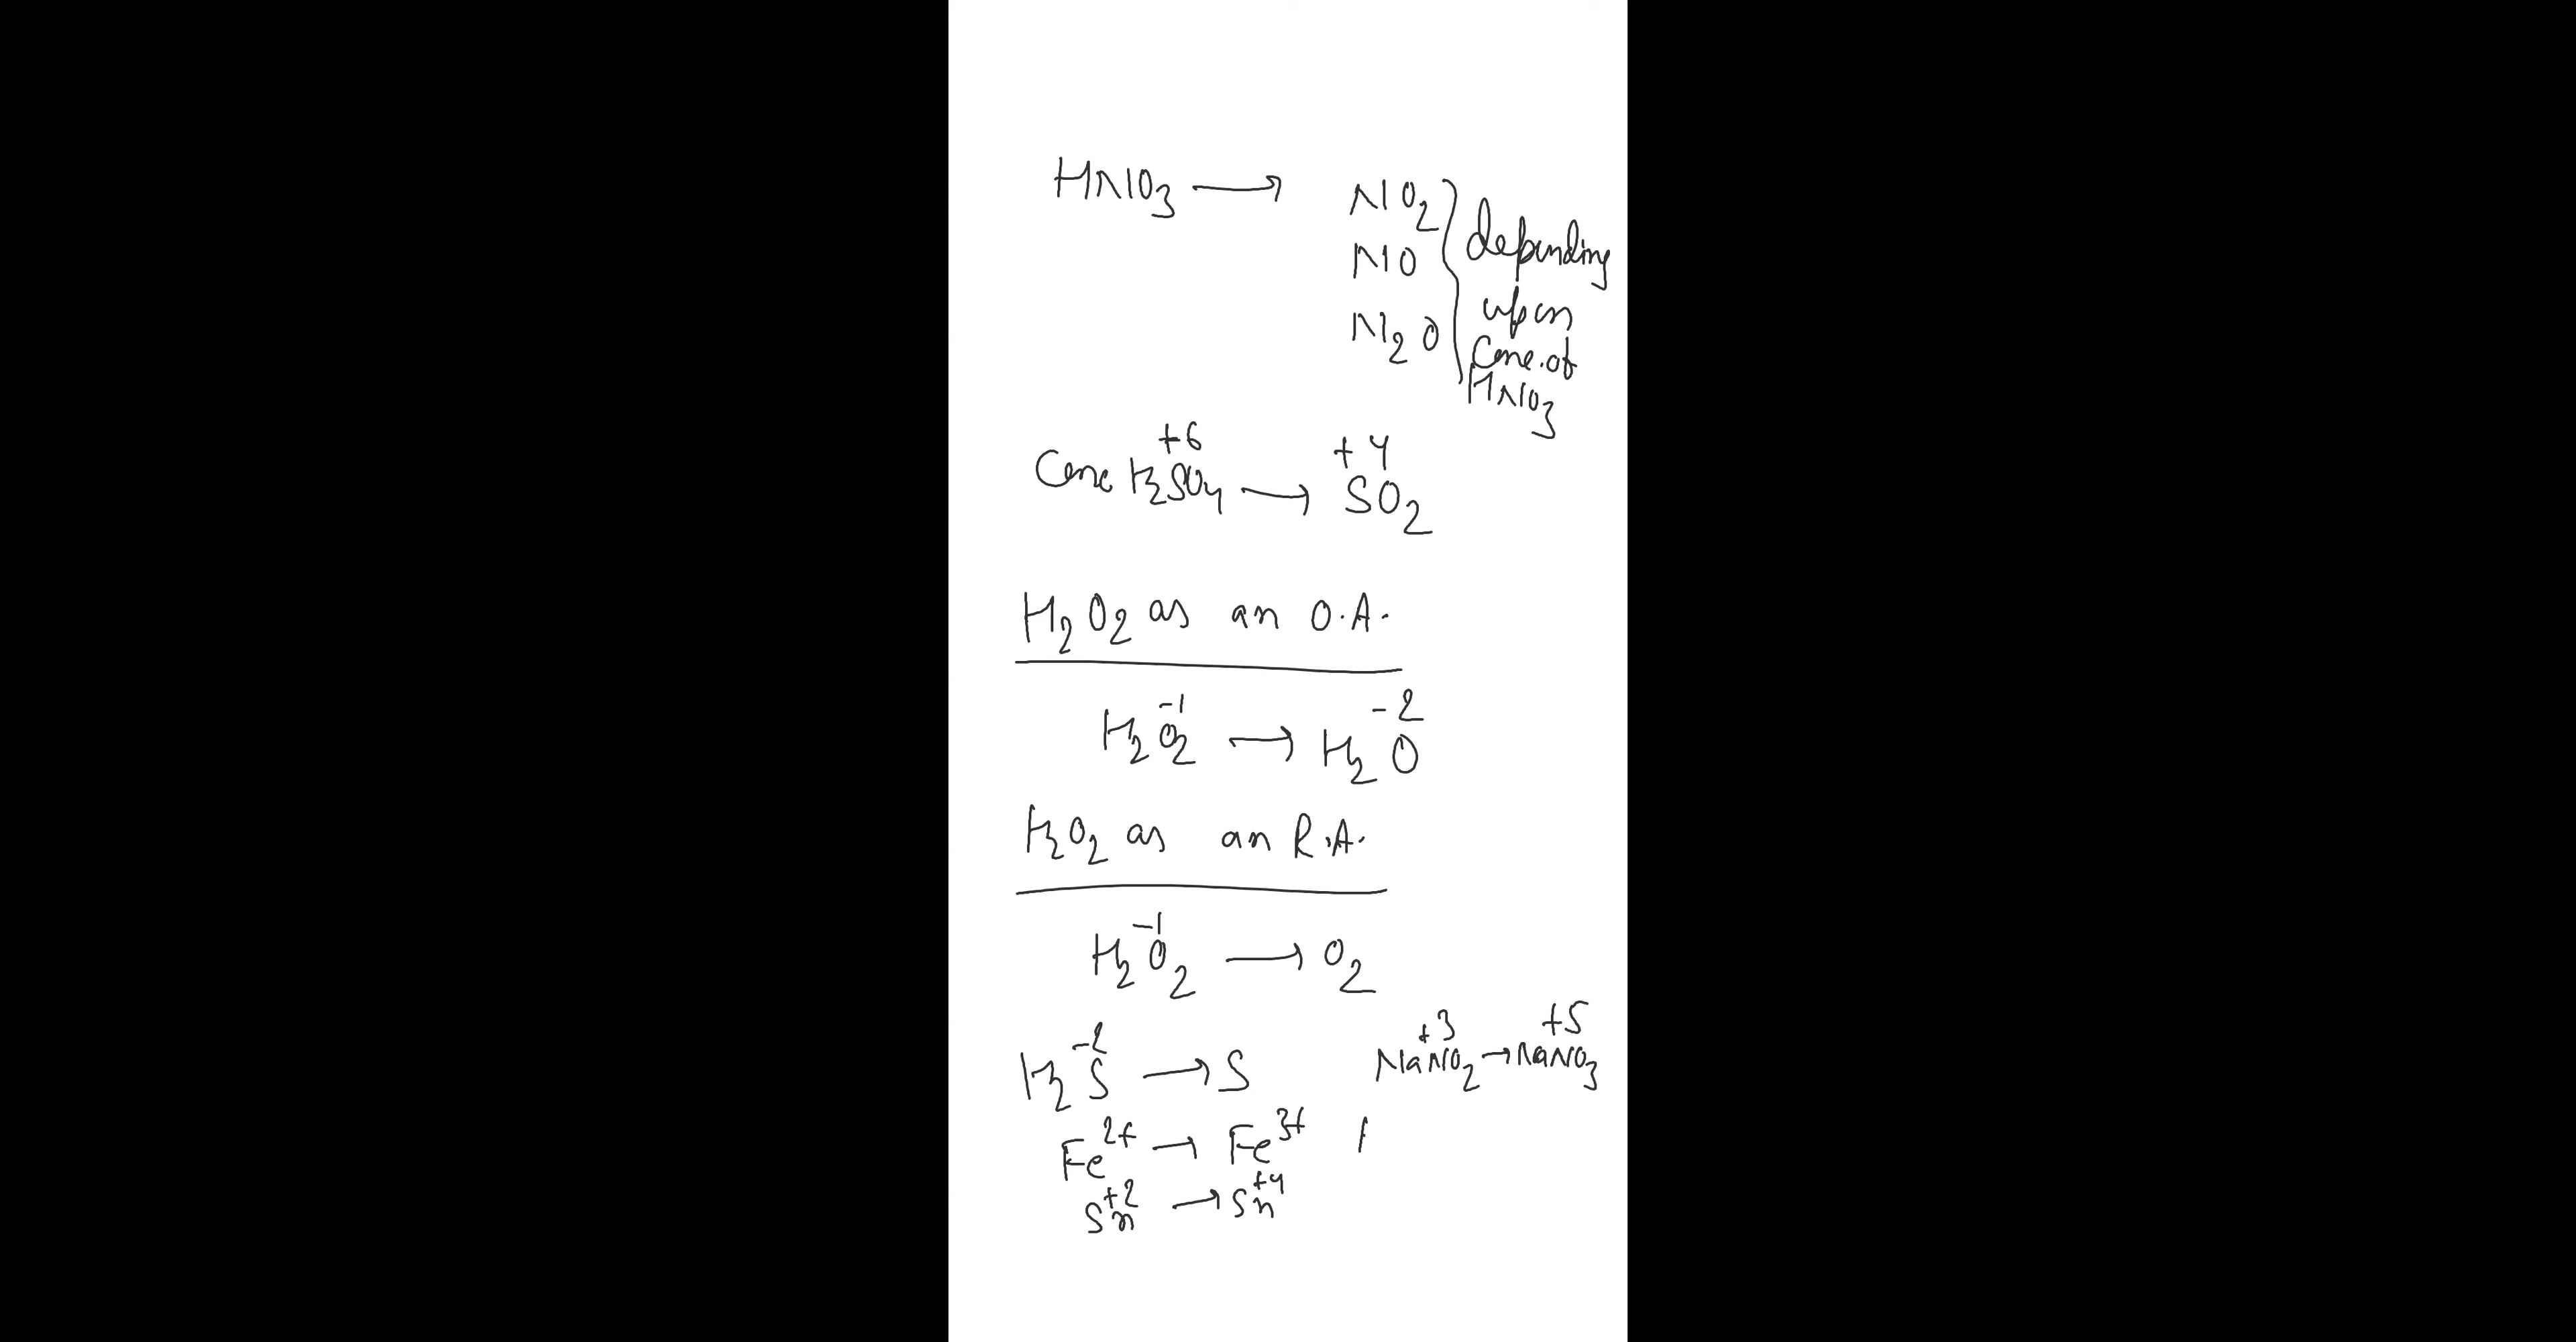 HNO3 → NO2
NO
N2O
depending
upon
Conc. of
HNO3
+6 +4
Conc H2SO4 → SO2
H2O2 as an O.A.
-1 -2
H2O2 → H2O
H2O2 as an R.A.
-1
H2O2 → O2
-2
H2S → S
+3 +5
NaNO2 → NaNO3
Fe2+ → Fe3+
Sn+2 → Sn+4